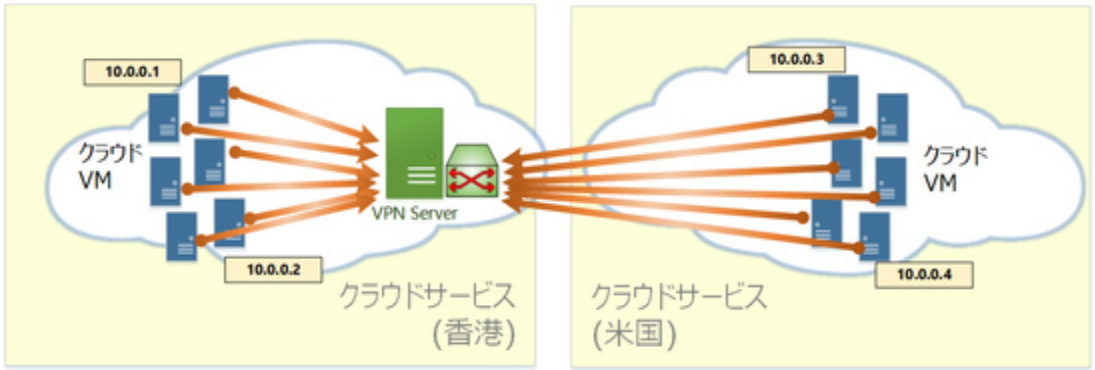 10.0.0.1
クラウド
VM
VPN Server
10.0.0.2
クラウドサービス
(香港)
10.0.0.3
クラウド
VM
10.0.0.4
クラウドサービス
(米国)